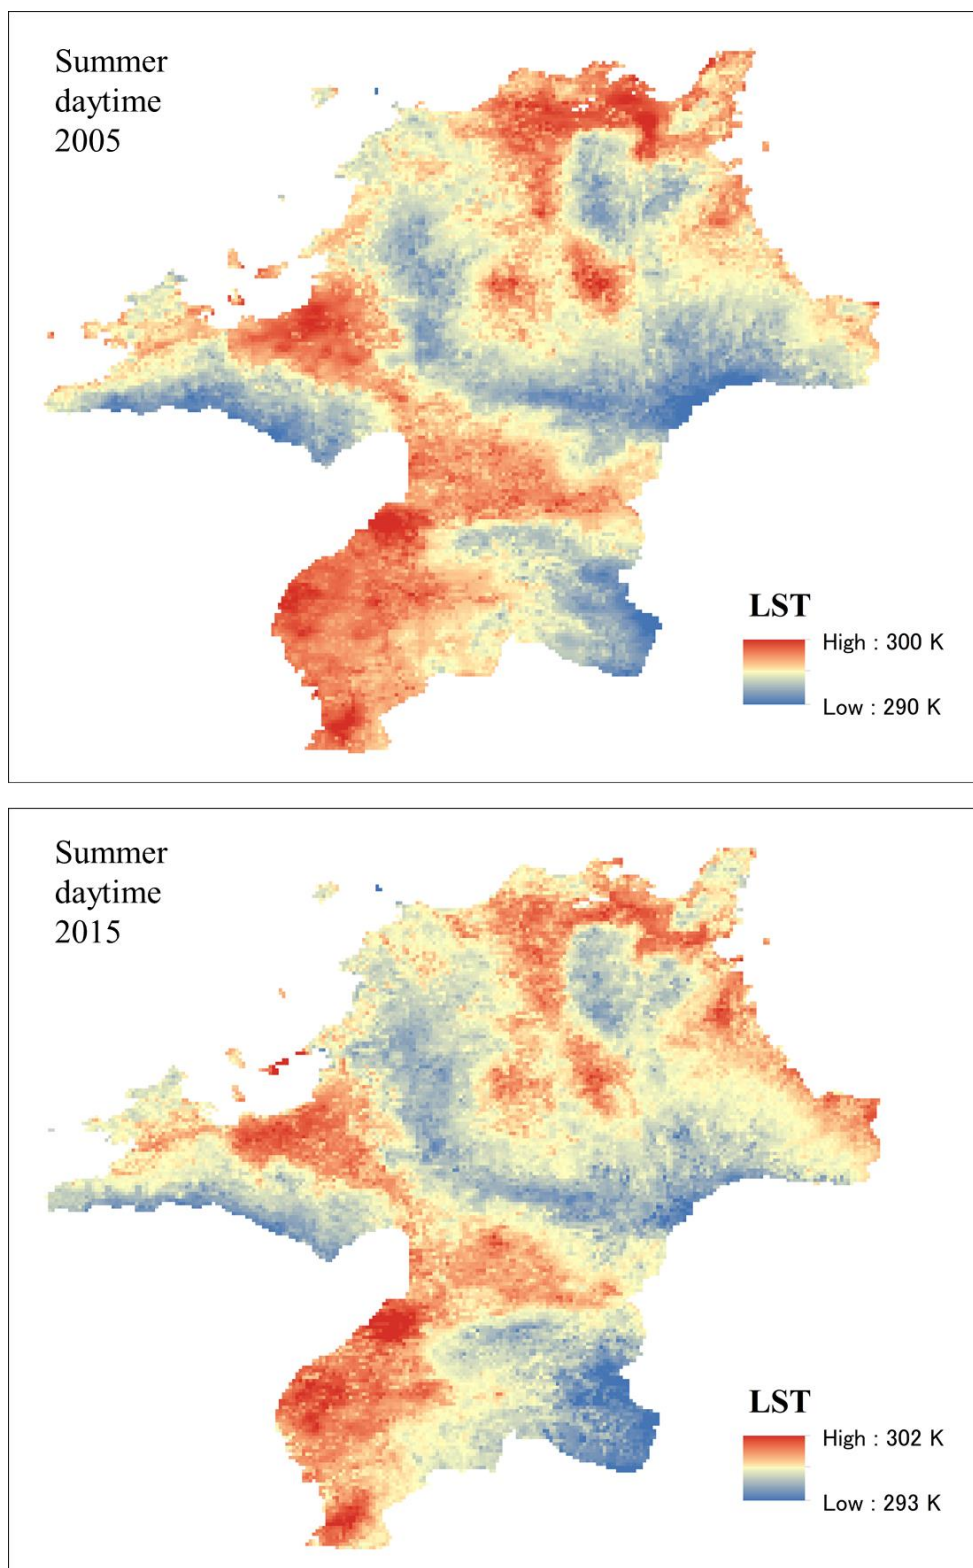 Summer
daytime
2005
LST
High : 300 K
Low : 290 K
Summer
daytime
2015
LST
High : 302 K
Low : 293 K